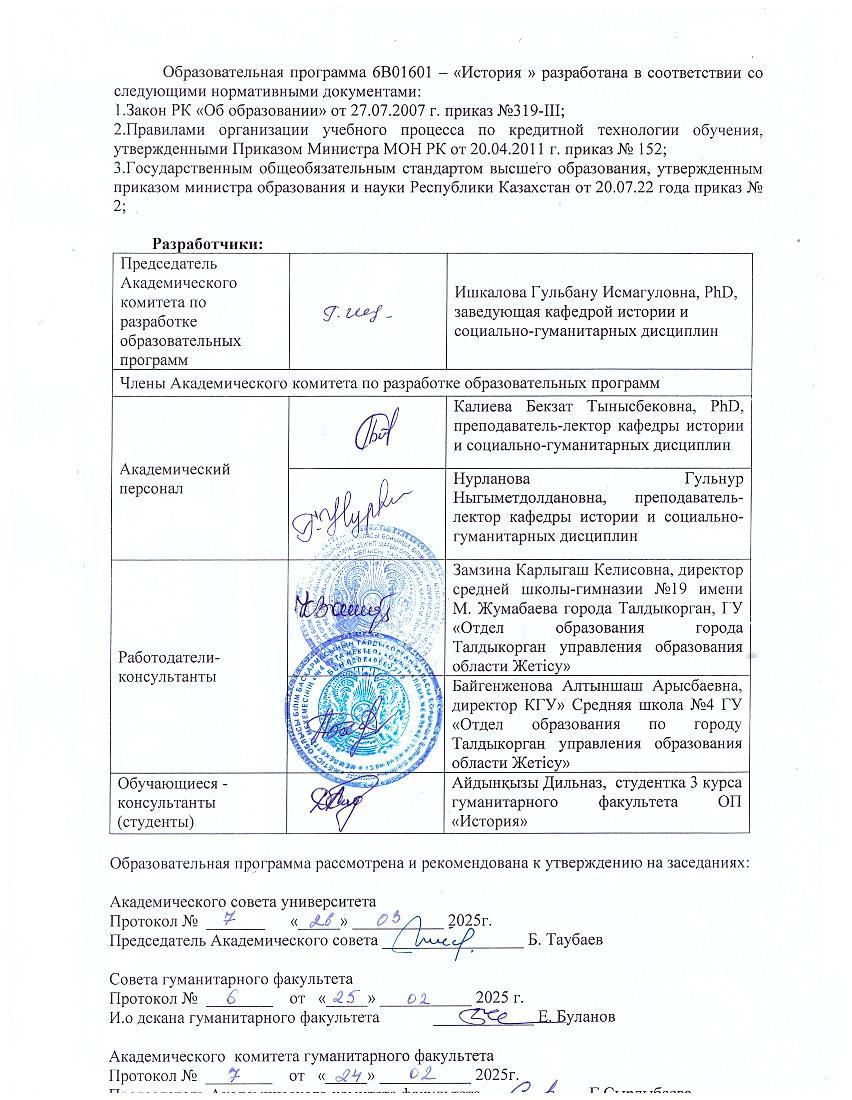 Образовательная программа 6В01601 – «История » разработана в соответствии со
следующими нормативными документами:
1.Закон РК «Об образовании» от 27.07.2007 г. приказ №319-III;
2.Правилами организации учебного процесса по кредитной технологии обучения,
утвержденными Приказом Министра МОН РК от 20.04.2011 г. приказ № 152;
3.Государственным общеобязательным стандартом высшего образования, утвержденным
приказом министра образования и науки Республики Казахстан от 20.07.22 года приказ №
2;
Разработчики:
Председатель
Академического
комитета по
разработке
образовательных
программ
Ишкалова Гульбану Исмагуловна, PhD,
заведующая кафедрой истории и
социально-гуманитарных дисциплин
Члены Академического комитета по разработке образовательных программ
Академический
персонал
Калиева Бекзат Тынысбековна, PhD,
преподаватель-лектор кафедры истории
и социально-гуманитарных дисциплин
Нурланова Гульнур
Ныгыметдолдановна, преподаватель-
лектор кафедры истории и социально-
гуманитарных дисциплин
Работодатели-
консультанты
Замзина Карлыгаш Келисовна, директор
средней школы-гимназии №19 имени
М. Жумабаева города Талдыкорган, ГУ
«Отдел образования города
Талдыкорган управления образования
области Жетісу»
Байгенженова Алтыншаш Арысбаевна,
директор КГУ» Средняя школа №4 ГУ
«Отдел образования по городу
Талдыкорган управления образования
области Жетісу»
Обучающиеся -
консультанты
(студенты)
Айдынқызы Дильназ, студентка 3 курса
гуманитарного факультета ОП
«История»
Образовательная программа рассмотрена и рекомендована к утверждению на заседаниях:
Академического совета университета
Протокол № 7 «26» 03 2025г.
Председатель Академического совета Б. Таубаев
Совета гуманитарного факультета
Протокол № 6 от «25» 02 2025 г.
И.о декана гуманитарного факультета Е. Буланов
Академического комитета гуманитарного факультета
Протокол № 7 от «24» 02 2025г.